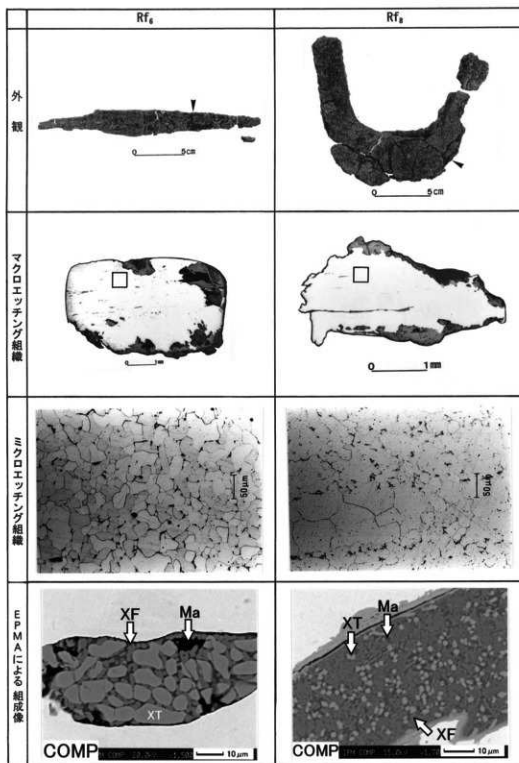 Rf₆ Rf₈
外観
0 5cm
0 5cm
マクロエッチング組織
0 1mm
0 1mm
ミクロエッチング組織
50μm
50μm
EPMAによる組成像
XF Ma
XT
COMP 10μm
XT Ma
XF
COMP 10μm